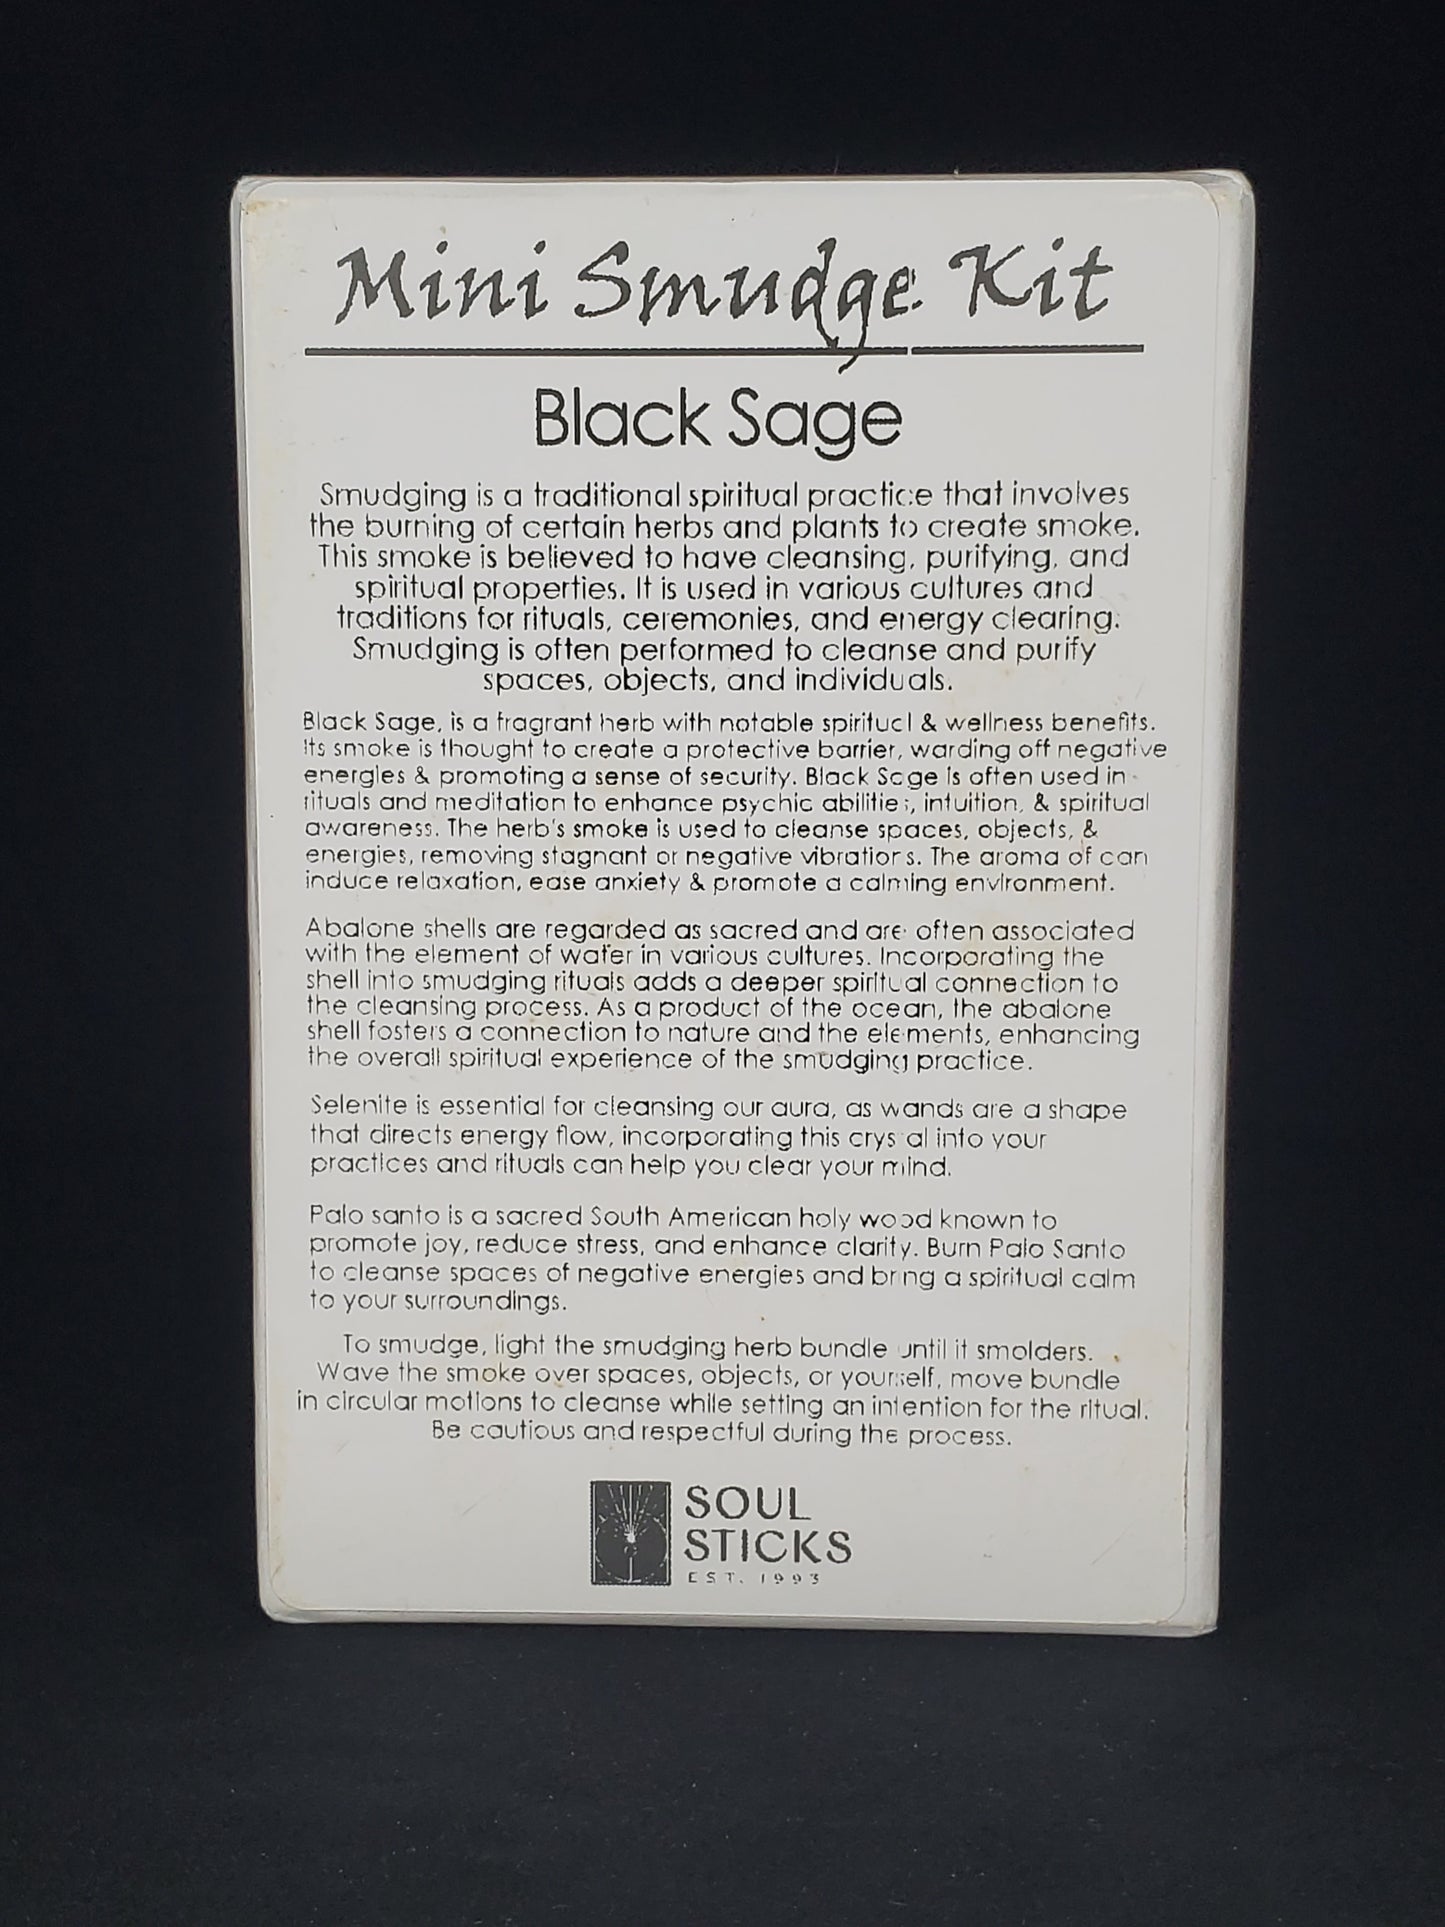 Mini Smudge Kit
Black Sage
Smudging is a traditional spiritual practice that involves
the burning of certain herbs and plants to create smoke.
This smoke is believed to have cleansing, purifying, and
spiritual properties. It is used in various cultures and
traditions for rituals, ceremonies, and energy clearing.
Smudging is often performed to cleanse and purify
spaces, objects, and individuals.
Black Sage, is a fragrant herb with notable spiritual & wellness benefits.
Its smoke is thought to create a protective barrier, warding off negative
energies & promoting a sense of security. Black Sage is often used in
rituals and meditation to enhance psychic abilities, intuition, & spiritual
awareness. The herb's smoke is used to cleanse spaces, objects, &
energies, removing stagnant or negative vibrations. The aroma of can
induce relaxation, ease anxiety & promote a calming environment.
Abalone shells are regarded as sacred and are often associated
with the element of water in various cultures. Incorporating the
shell into smudging rituals adds a deeper spiritual connection to
the cleansing process. As a product of the ocean, the abalone
shell fosters a connection to nature and the elements, enhancing
the overall spiritual experience of the smudging practice.
Selenite is essential for cleansing our aura, as wands are a shape
that directs energy flow, incorporating this crystal into your
practices and rituals can help you clear your mind.
Palo santo is a sacred South American holy wood known to
promote joy, reduce stress, and enhance clarity. Burn Palo Santo
to cleanse spaces of negative energies and bring a spiritual calm
to your surroundings.
To smudge, light the smudging herb bundle until it smolders.
Wave the smoke over spaces, objects, or yourself, move bundle
in circular motions to cleanse while setting an intention for the ritual.
Be cautious and respectful during the process.
SOUL
STICKS
EST. 1993